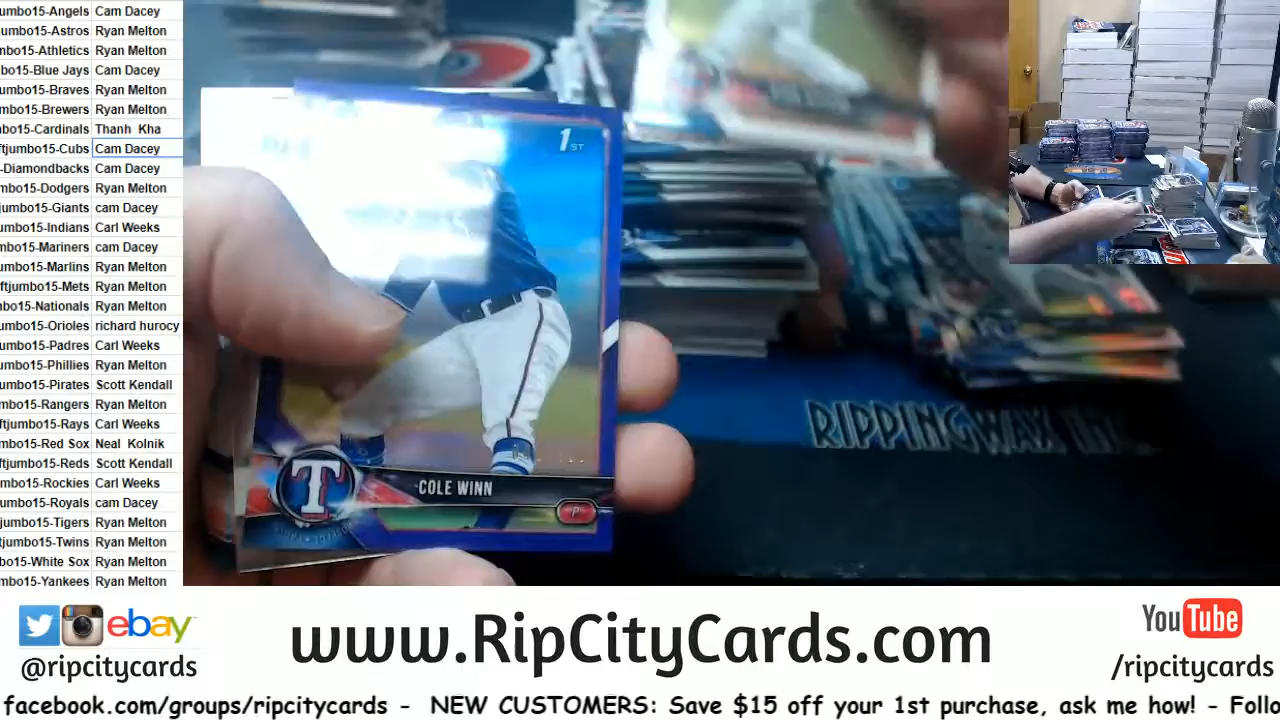 jumbo15-Angels Cam Dacey
umbo15-Astros Ryan Melton
mbo15-Athletics Ryan Melton
bo15-Blue Jays Cam Dacey
umbo15-Braves Ryan Melton
mbo15-Brewers Ryan Melton
nbo15-Cardinals Thanh Kha
ftjumbo15-Cubs Cam Dacey
-Diamondbacks Cam Dacey
mbo15-Dodgers Ryan Melton
jumbo15-Giants cam Dacey
umbo15-Indians Carl Weeks
mbo15-Mariners cam Dacey
umbo15-Marlins Ryan Melton
ftjumbo15-Mets Ryan Melton
nbo15-Nationals Ryan Melton
umbo15-Orioles richard hurocy
umbo15-Padres Carl Weeks
umbo15-Phillies Ryan Melton
umbo15-Pirates Scott Kendall
mbo15-Rangers Ryan Melton
ftjumbo15-Rays Carl Weeks
mbo15-Red Sox Neal Kolnik
ftjumbo15-Reds Scott Kendall
mbo15-Rockies Carl Weeks
umbo15-Royals cam Dacey
umbo15-Tigers Ryan Melton
tjumbo15-Twins Ryan Melton
bo15-White Sox Ryan Melton
mbo15-Yankees Ryan Melton
1ST
T
COLE WINN
P
RIPPINGWAX INC.
ebay
@ripcitycards
www.RipCityCards.com
YouTube
/ripcitycards
facebook.com/groups/ripcitycards - NEW CUSTOMERS: Save $15 off your 1st purchase, ask me how! - Follo